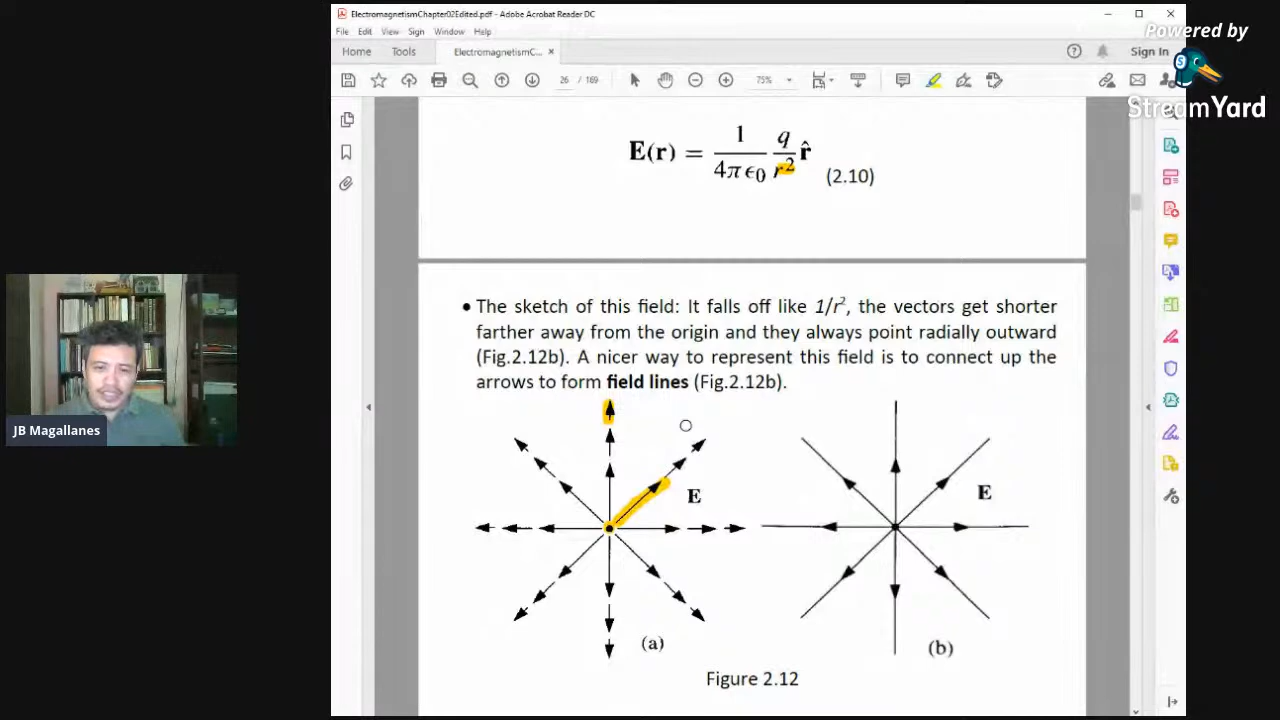 ElectromagnetismChapter02Edited.pdf - Adobe Acrobat Reader DC
File Edit View Sign Window Help
Powered by
StreamYard
Home Tools ElectromagnetismC... × Sign In
26 / 169 75%
E(r) = 1/4πϵ₀ q/r² r̂ (2.10)
• The sketch of this field: It falls off like 1/r², the vectors get shorter
farther away from the origin and they always point radially outward
(Fig.2.12b). A nicer way to represent this field is to connect up the
arrows to form field lines (Fig.2.12b).
JB Magallanes
E
E
(a)
(b)
Figure 2.12